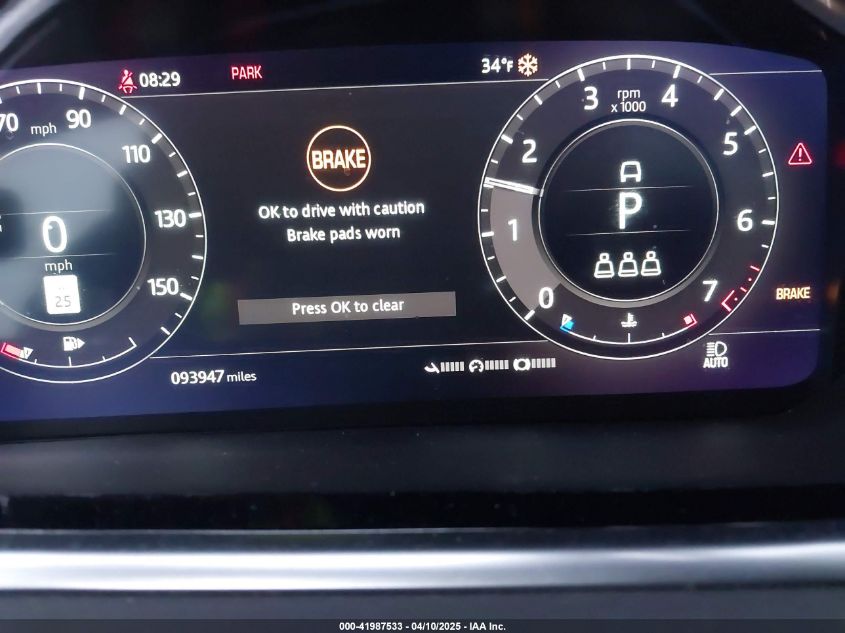 08:29 PARK 34°F
70 mph 90
110
130
150
0
mph
25
BRAKE
OK to drive with caution
Brake pads worn
Press OK to clear
093947 miles
rpm
x 1000
0 1 2 3 4 5 6 7
P
BRAKE
AUTO
000-41987533 - 04/10/2025 - IAA Inc.